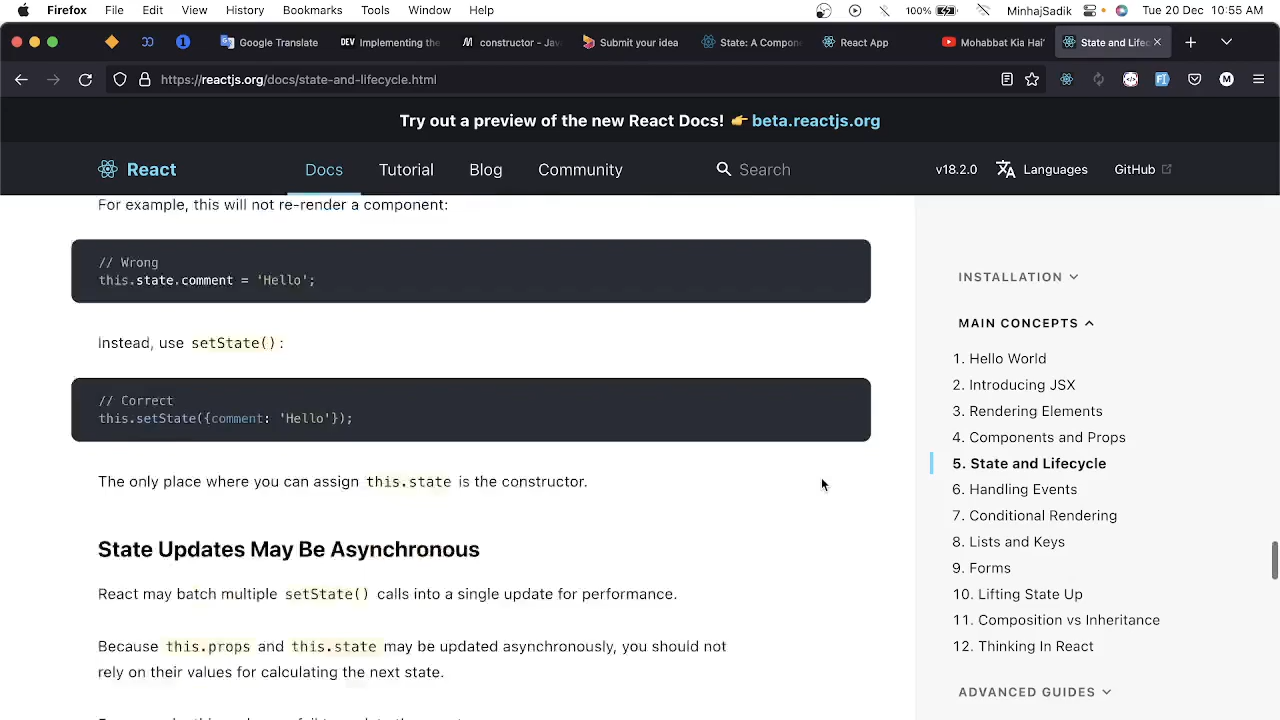 Firefox File Edit View History Bookmarks Tools Window Help 100% MinhajSadik Tue 20 Dec 10:55 AM
Google Translate DEV Implementing the constructor - Jav Submit your idea State: A Compon React App Mohabbat Kia Hai' State and Lifec
https://reactjs.org/docs/state-and-lifecycle.html M
Try out a preview of the new React Docs! 👉 beta.reactjs.org
React Docs Tutorial Blog Community Search v18.2.0 Languages GitHub
For example, this will not re-render a component:
// Wrong
this.state.comment = 'Hello';
Instead, use setState():
// Correct
this.setState({comment: 'Hello'});
The only place where you can assign this.state is the constructor.
State Updates May Be Asynchronous
React may batch multiple setState() calls into a single update for performance.
Because this.props and this.state may be updated asynchronously, you should not
rely on their values for calculating the next state.
INSTALLATION
MAIN CONCEPTS
1. Hello World
2. Introducing JSX
3. Rendering Elements
4. Components and Props
5. State and Lifecycle
6. Handling Events
7. Conditional Rendering
8. Lists and Keys
9. Forms
10. Lifting State Up
11. Composition vs Inheritance
12. Thinking In React
ADVANCED GUIDES